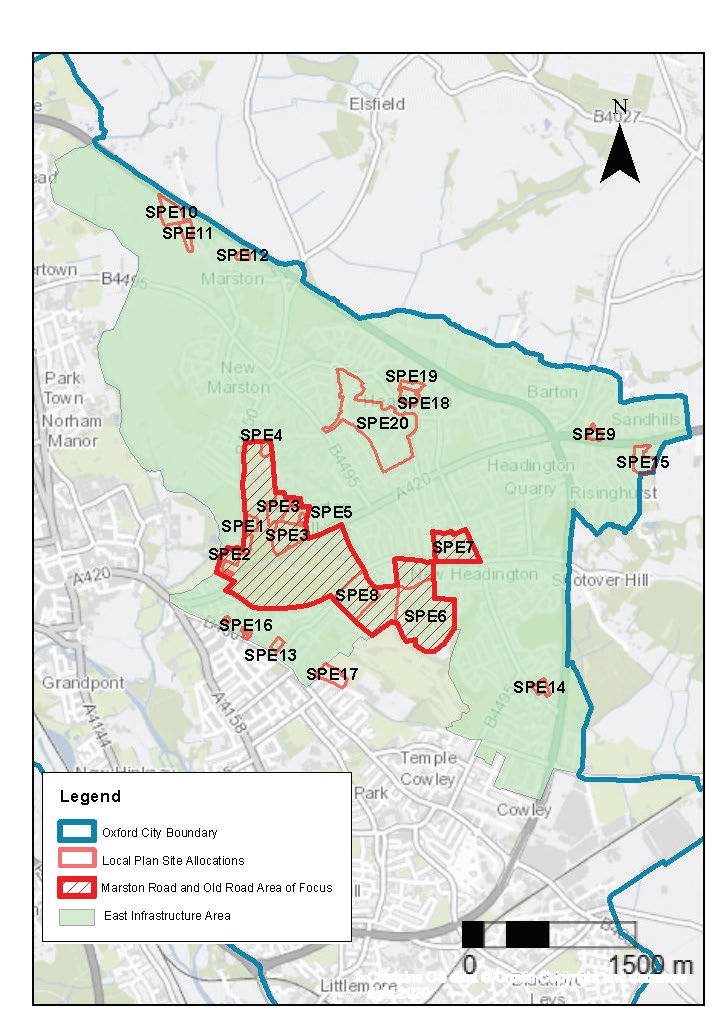 Elsfield
N
B4027
SPE10
SPE11
SPE12
Marston
B4495
Park
Town
Norham
Manor
New
Marston
SPE19
SPE18
SPE20
Barton
Sandhills
SPE9
SPE15
SPE4
B4495
A420
Headington
Quarry
Risinghurst
SPE3
SPE5
SPE1
SPE3
SPE2
SPE7
A420
New Headington
SPE8
SPE6
SPE16
SPE13
SPE17
SPE14
Grandpont
A4144
A4158
Temple
Cowley
Park
Cowley
Legend
Oxford City Boundary
Local Plan Site Allocations
Marston Road and Old Road Area of Focus
East Infrastructure Area
0 1500 m
Littlemore
Leys